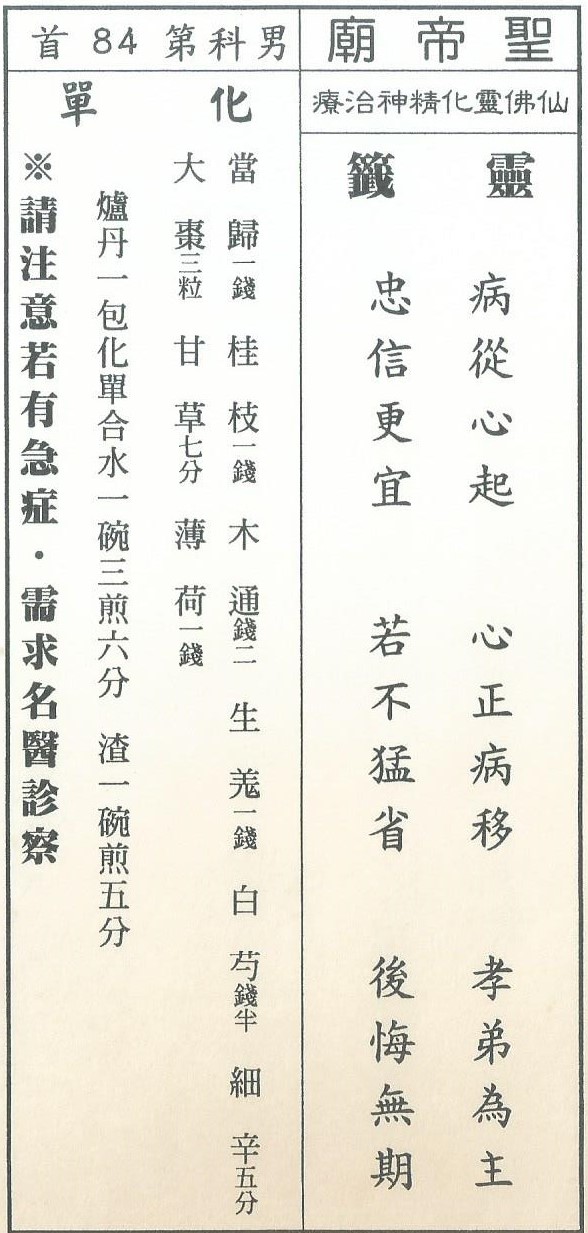 聖帝廟
仙佛靈化精神治療
靈籤
病從心起 心正病移 孝弟為主
忠信更宜 若不猛省 後悔無期
男科第84首
化單
當歸一錢 桂枝一錢 木通錢二 生羗一錢 白芍錢半 細辛五分
大棗三粒 甘草七分 薄荷一錢
爐丹一包化單合水一碗三煎六分 渣一碗煎五分
※請注意若有急症·需求名醫診察